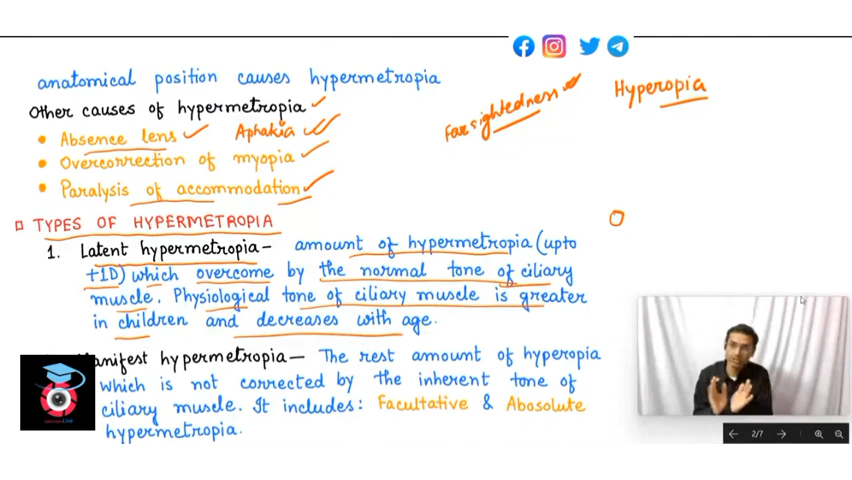 anatomical position causes hypermetropia
Other causes of hypermetropia
Farsightedness
Hyperopia
• Absence lens Aphakia
• Overcorrection of myopia
• Paralysis of accommodation
TYPES OF HYPERMETROPIA
1. Latent hypermetropia- amount of hypermetropia (upto
+1D) which overcome by the normal tone of ciliary
muscle. Physiological tone of ciliary muscle is greater
in children and decreases with age.
Manifest hypermetropia- The rest amount of hyperopia
which is not corrected by the inherent tone of
ciliary muscle. It includes: Facultative & Abosolute
hypermetropia.
2/7